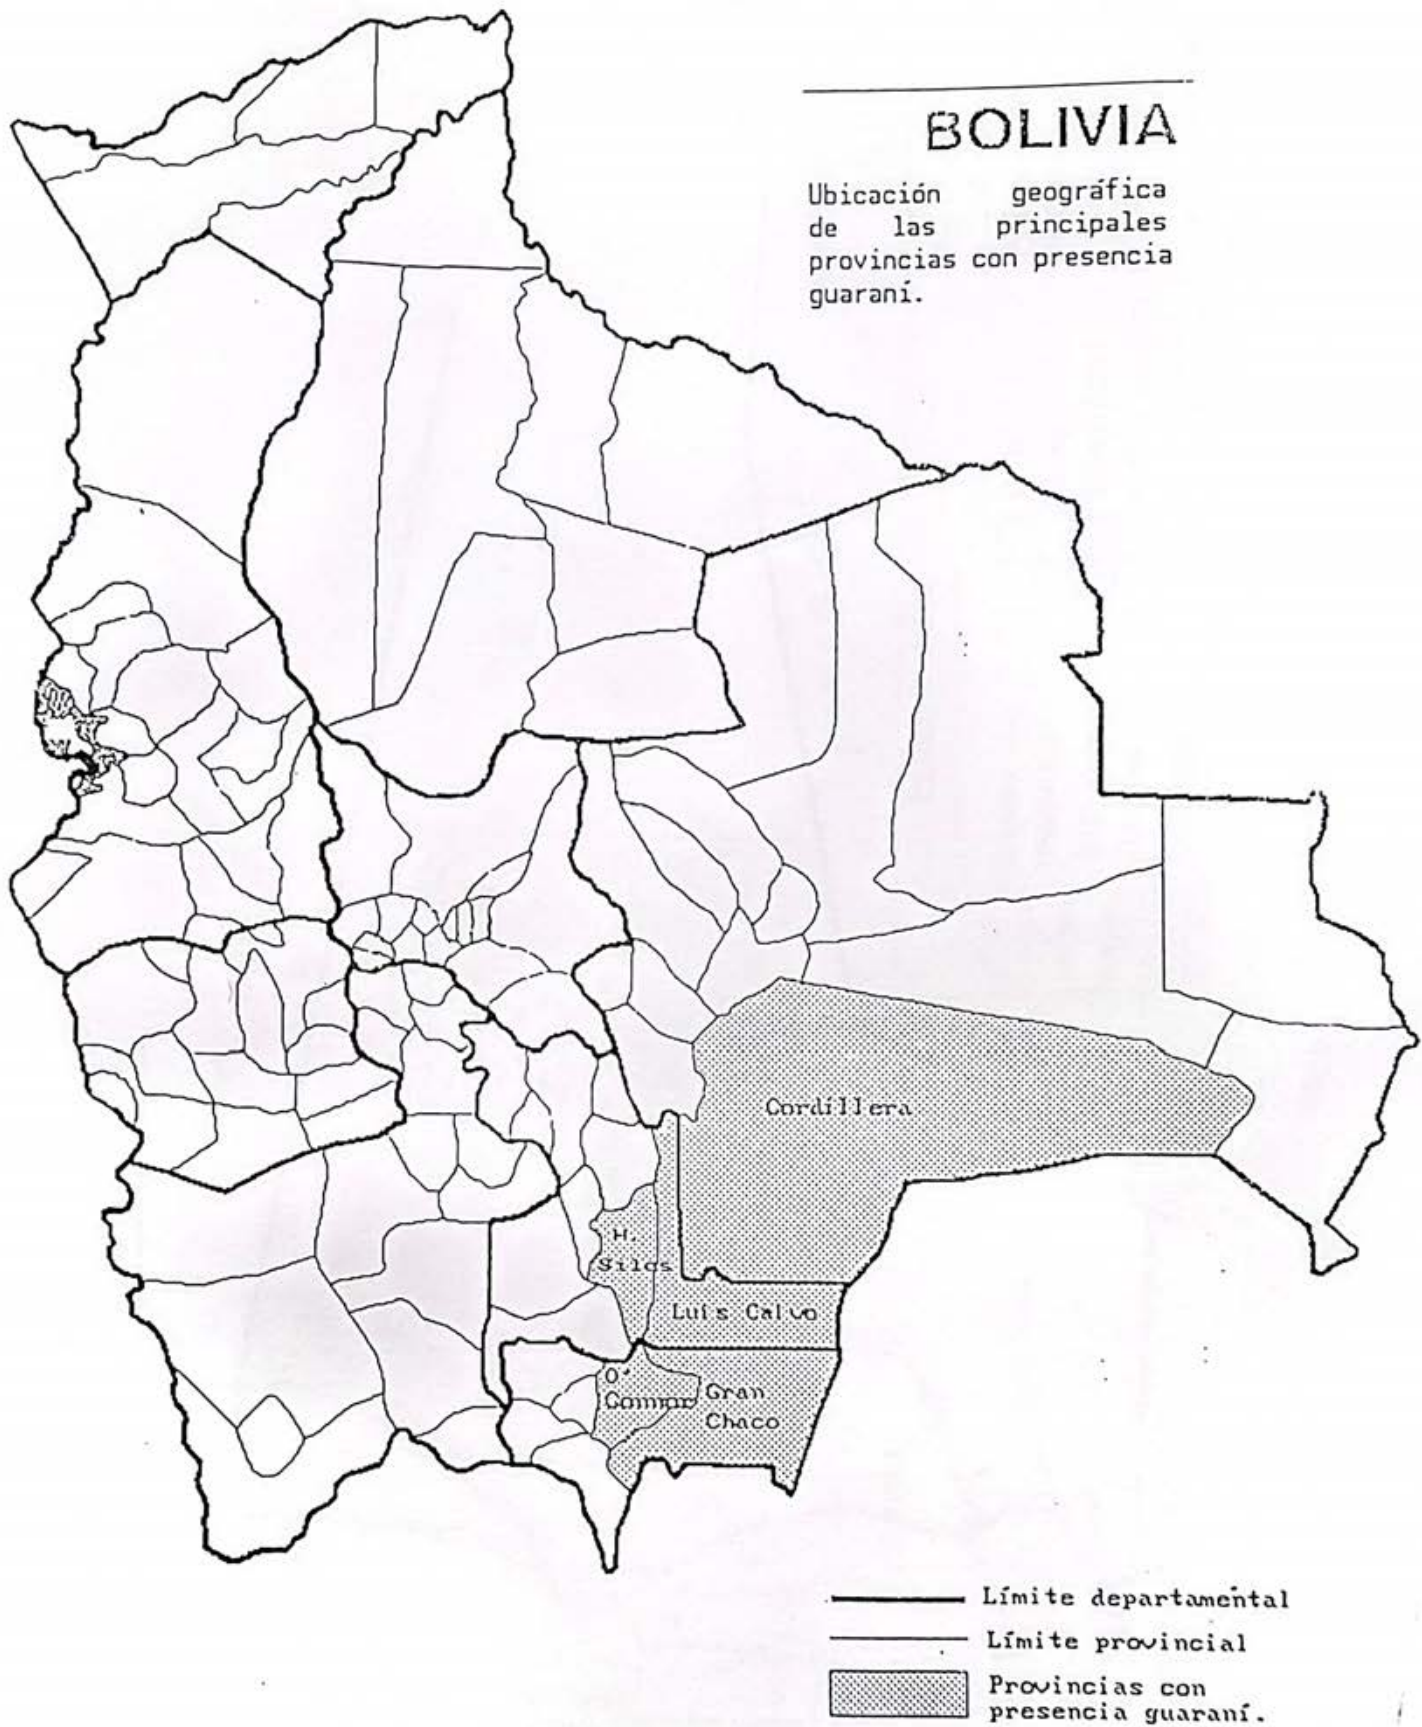 BOLIVIA
Ubicación geográfica
de las principales
provincias con presencia
guaraní.
Cordillera
H.
Siles
Luis Calvo
O'
Connor
Gran
Chaco
Límite departamental
Límite provincial
Provincias con
presencia guaraní.